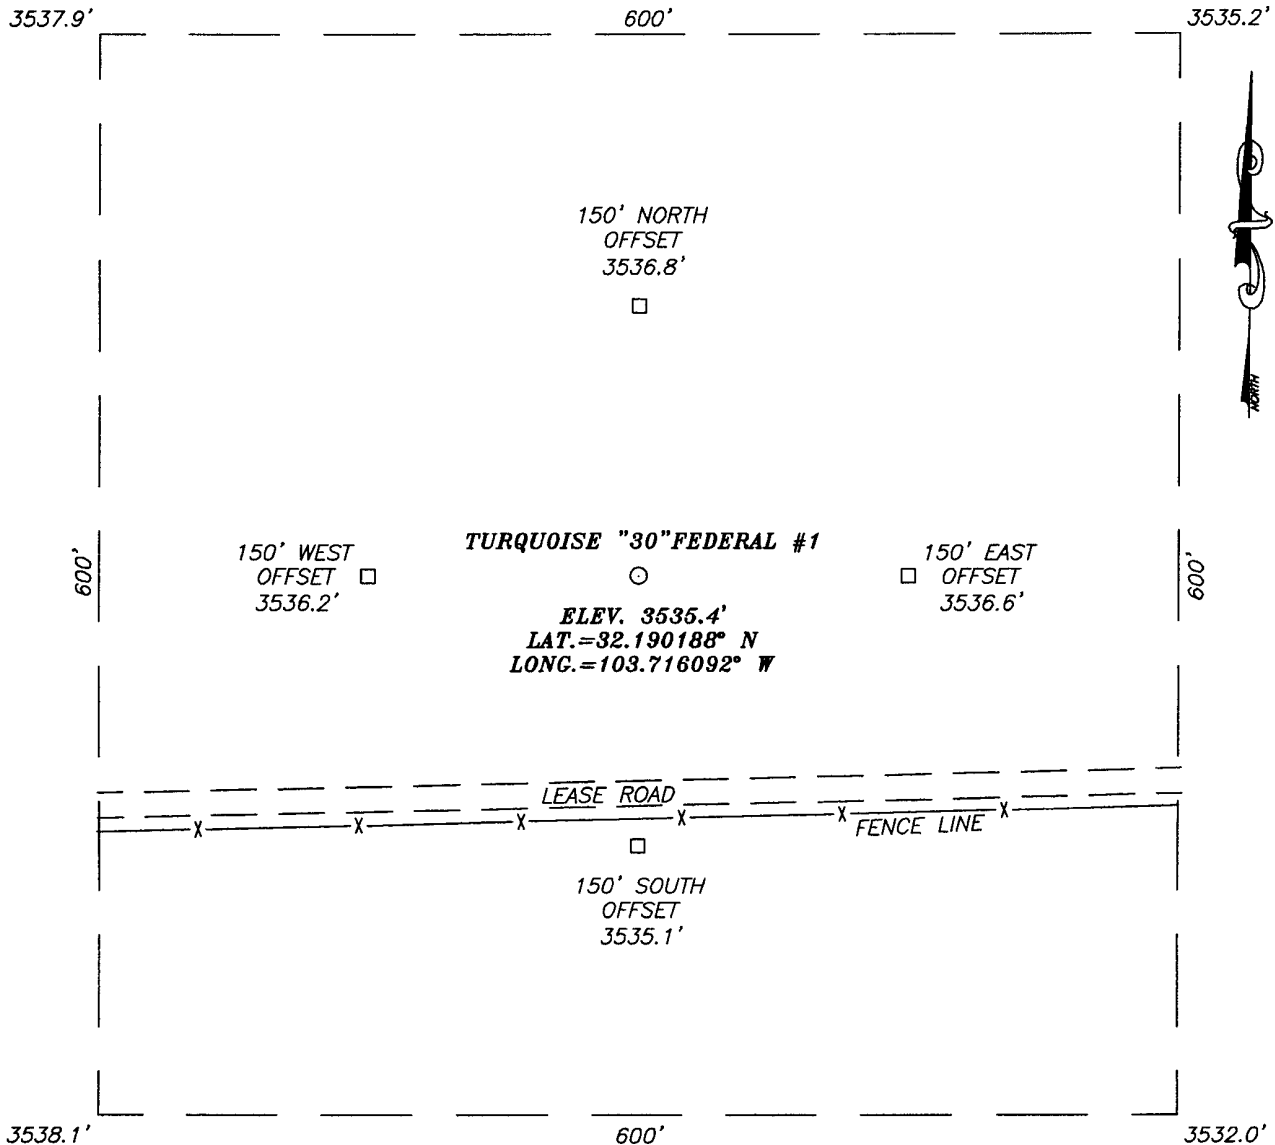 3537.9'
600'
3535.2'
NORTH
150' NORTH
OFFSET
3536.8'
600'
150' WEST
OFFSET
3536.2'
TURQUOISE "30"FEDERAL #1
ELEV. 3535.4'
LAT.=32.190188° N
LONG.=103.716092° W
150' EAST
OFFSET
3536.6'
600'
LEASE ROAD
FENCE LINE
150' SOUTH
OFFSET
3535.1'
3538.1'
600'
3532.0'